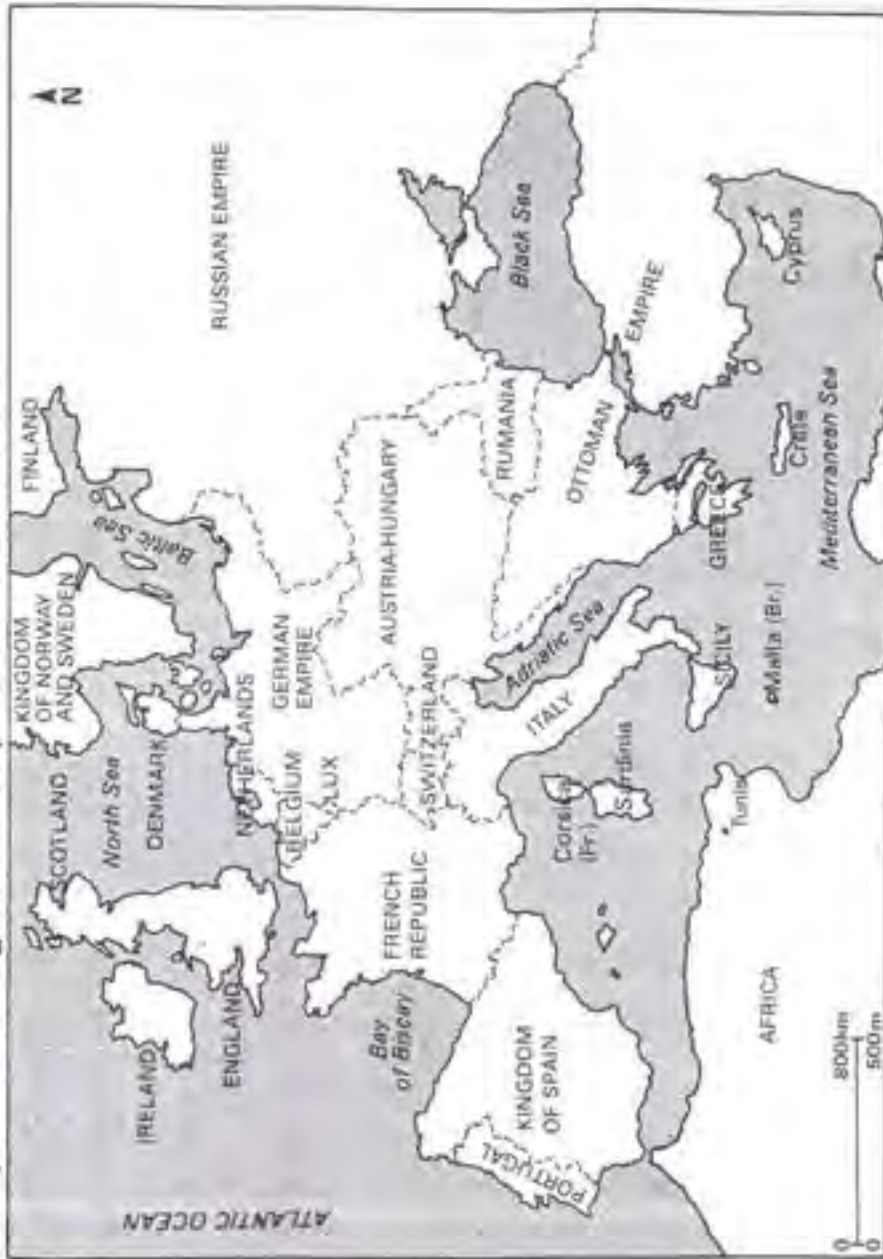 N
KINGDOM
OF NORWAY
AND SWEDEN
FINLAND
SCOTLAND
North Sea
Baltic Sea
IRELAND
DENMARK
RUSSIAN EMPIRE
ENGLAND
NETHERLANDS
GERMAN
EMPIRE
BELGIUM
LUX
ATLANTIC OCEAN
FRENCH
REPUBLIC
SWITZERLAND
AUSTRIA-HUNGARY
Bay
of Biscay
RUMANIA
Black Sea
Adriatic Sea
ITALY
OTTOMAN
EMPIRE
KINGDOM
OF SPAIN
PORTUGAL
Corsica
(Fr.)
Sardinia
GREECE
SICILY
Malta (Br.)
Crete
Cyprus
Tunis
Mediterranean Sea
AFRICA
0 800km
0 500m